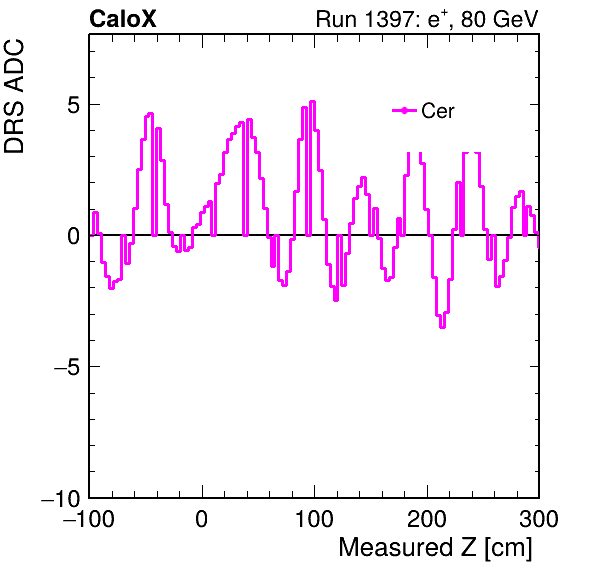 CaloX
Run 1397: e+, 80 GeV
DRS ADC
Cer
5
0
−5
−10
−100 0 100 200 300
Measured Z [cm]